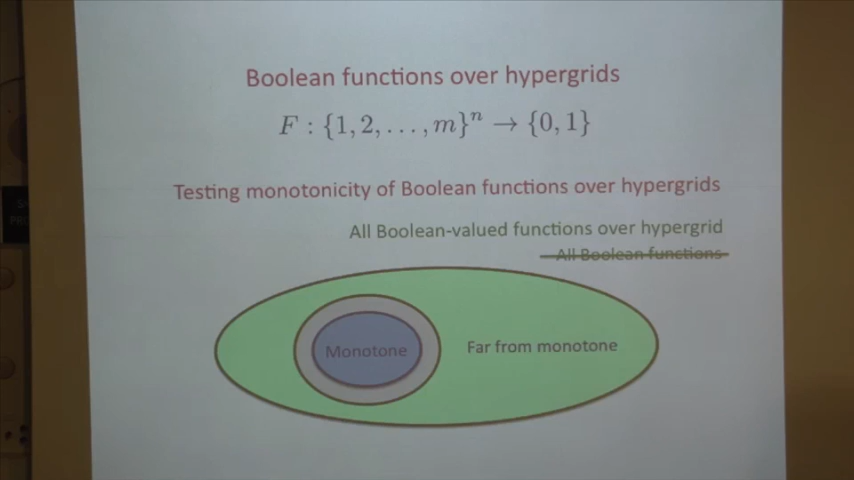 Boolean functions over hypergrids
F : {1, 2, . . . , m}ⁿ → {0, 1}
Testing monotonicity of Boolean functions over hypergrids
All Boolean-valued functions over hypergrid
All Boolean functions
Monotone
Far from monotone